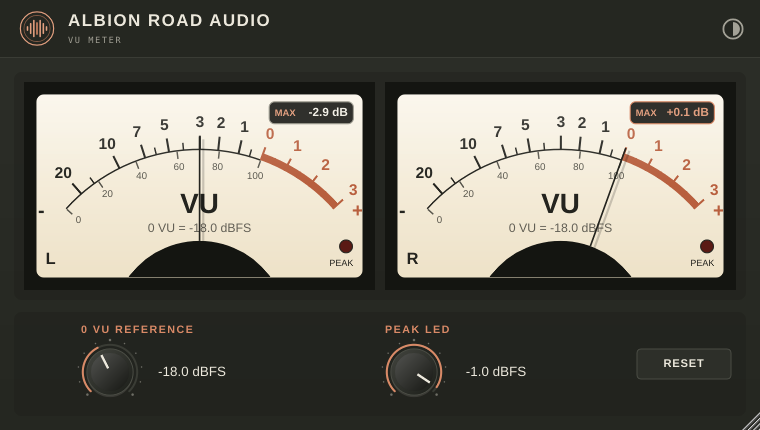 ALBION ROAD AUDIO
VU METER
MAX -2.9 dB
20 10 7 5 3 2 1 0 1 2 3
- 0 20 40 60 80 100 +
VU
0 VU = -18.0 dBFS
L
PEAK
MAX +0.1 dB
20 10 7 5 3 2 1 0 1 2 3
- 0 20 40 60 80 100 +
VU
0 VU = -18.0 dBFS
R
PEAK
0 VU REFERENCE
-18.0 dBFS
PEAK LED
-1.0 dBFS
RESET